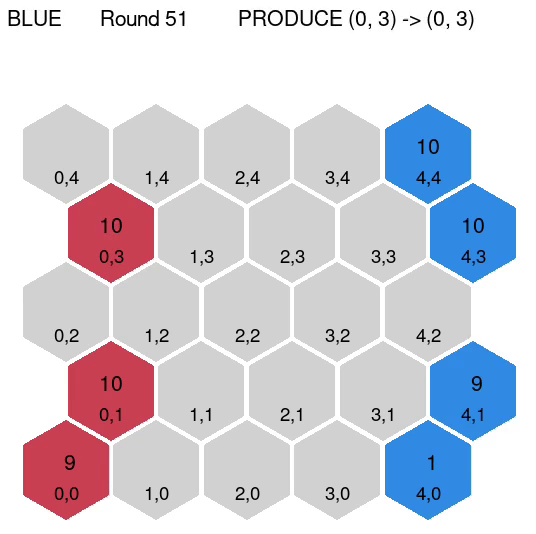 BLUE Round 51 PRODUCE (0, 3) -> (0, 3)
10
0,4 1,4 2,4 3,4 4,4
10 10
0,3 1,3 2,3 3,3 4,3
0,2 1,2 2,2 3,2 4,2
10 9
0,1 1,1 2,1 3,1 4,1
9 1
0,0 1,0 2,0 3,0 4,0